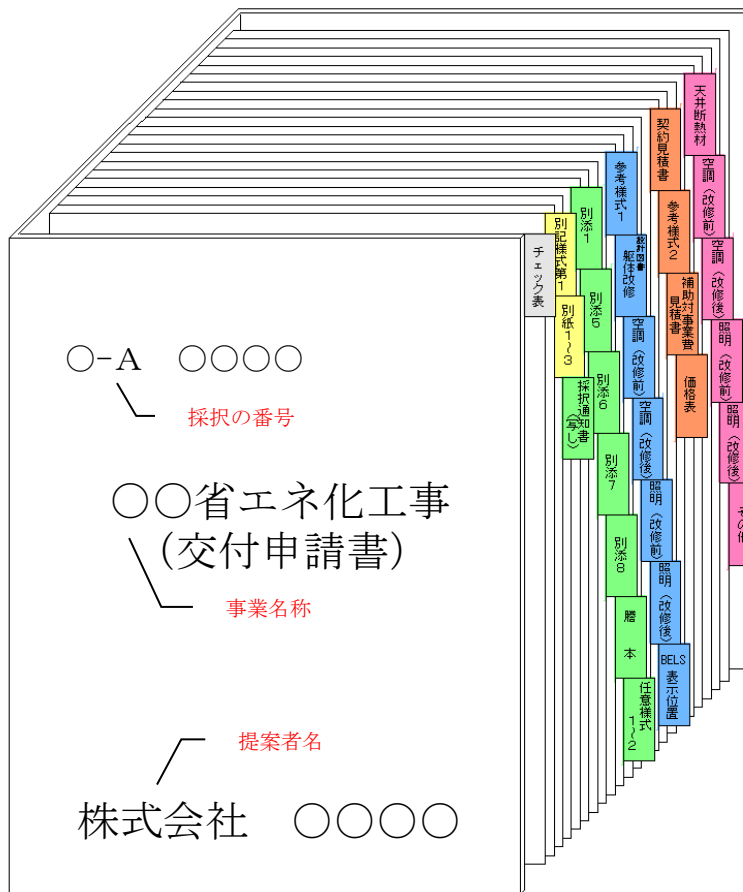 ○-A ○○○○
採択の番号
○○省エネ化工事
(交付申請書)
事業名称
提案者名
株式会社 ○○○○
チェック表
別記様式第1
別紙1~3
採択通知書
(写し)
別添1
別添5
別添6
別添7
別添8
謄本
任意様式
1~2
参考様式1
設計図書
躯体改修
空調(改修前)
空調(改修後)
照明(改修前)
照明(改修後)
BELS
表示位置
契約見積書
参考様式2
補助対事業費
見積書
価格表
天井断熱材
空調(改修前)
空調(改修後)
照明(改修前)
照明(改修後)
その他